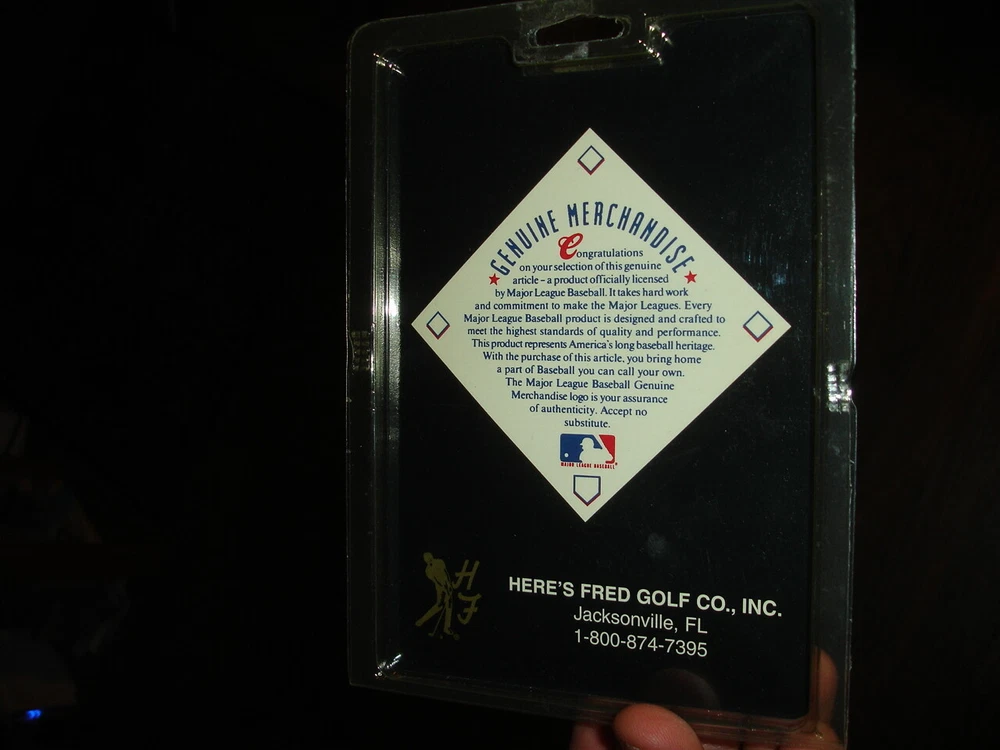 GENUINE MERCHANDISE
Congratulations
on your selection of this genuine
article – a product officially licensed
by Major League Baseball. It takes hard work
and commitment to make the Major Leagues. Every
Major League Baseball product is designed and crafted to
meet the highest standards of quality and performance.
This product represents America's long baseball heritage.
With the purchase of this article, you bring home
a part of Baseball you can call your own.
The Major League Baseball Genuine
Merchandise logo is your assurance
of authenticity. Accept no
substitute.
MAJOR LEAGUE BASEBALL
HF
HERE'S FRED GOLF CO., INC.
Jacksonville, FL
1-800-874-7395